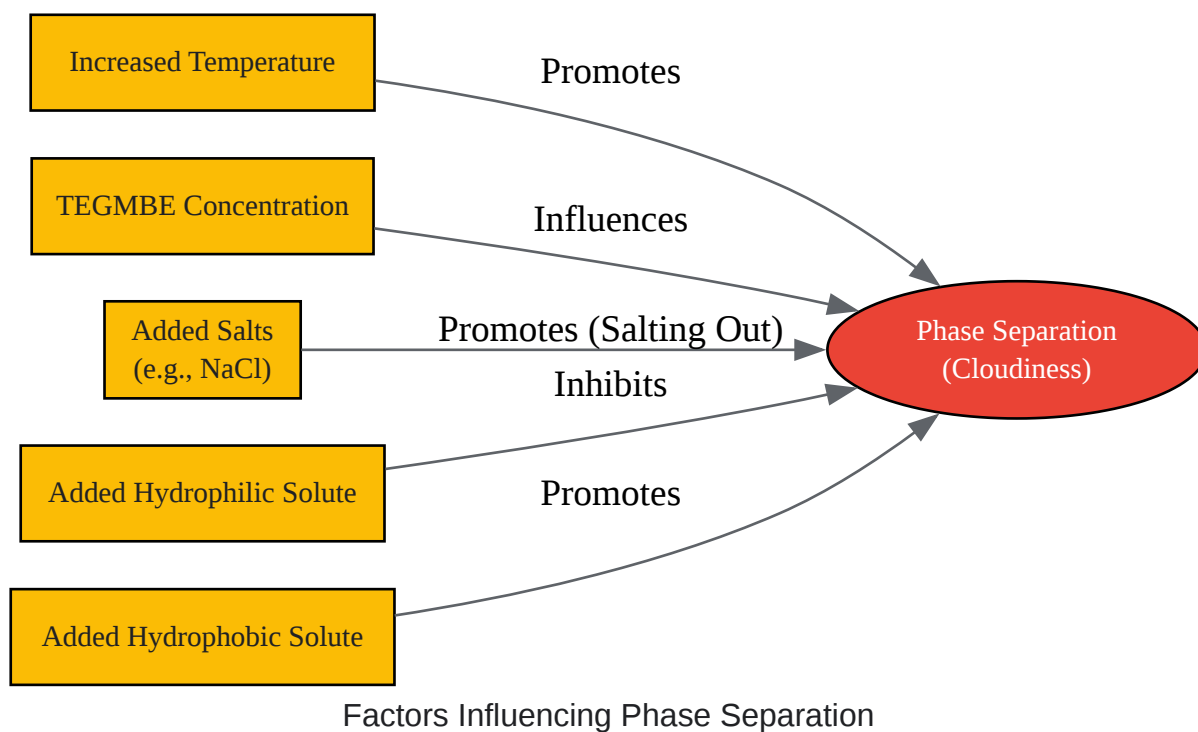 Increased Temperature
Promotes
TEGMBE Concentration
Influences
Added Salts
(e.g., NaCl)
Promotes (Salting Out)
Phase Separation
(Cloudiness)
Inhibits
Added Hydrophilic Solute
Promotes
Added Hydrophobic Solute
Factors Influencing Phase Separation